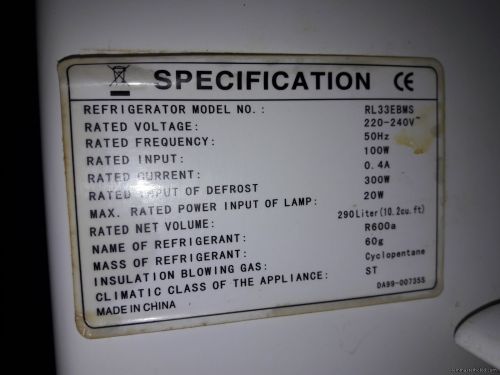 SPECIFICATION CE
REFRIGERATOR MODEL NO.: RL33EBMS
RATED VOLTAGE: 220-240V~
RATED FREQUENCY: 50Hz
RATED INPUT: 100W
RATED CURRENT: 0.4A
RATED INPUT OF DEFROST 300W
MAX. RATED POWER INPUT OF LAMP: 20W
RATED NET VOLUME: 290Liter(10.2cu.ft)
NAME OF REFRIGERANT: R600a
MASS OF REFRIGERANT: 60g
INSULATION BLOWING GAS: Cyclopentane
CLIMATIC CLASS OF THE APPLIANCE: ST
MADE IN CHINA DA99-00735S